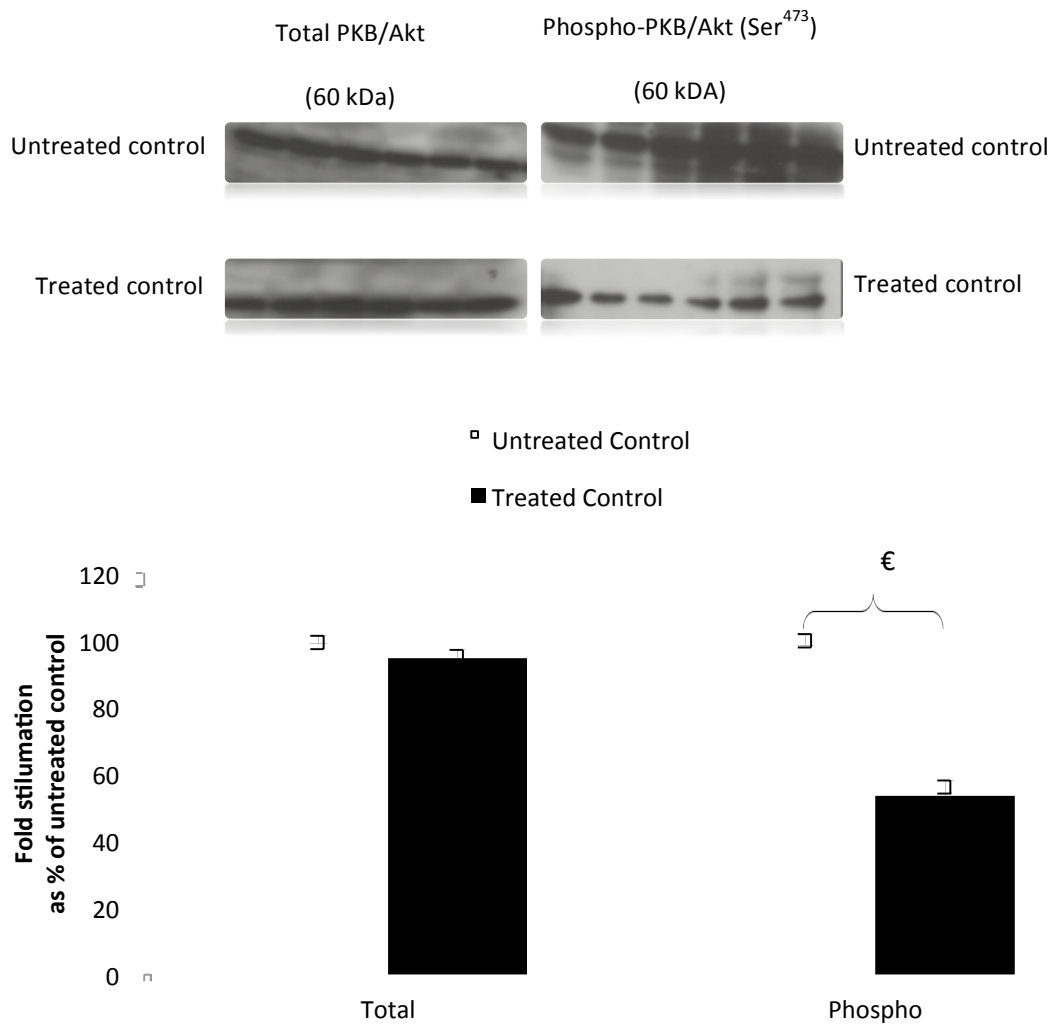 Total PKB/Akt
Phospho-PKB/Akt (Ser473)
(60 kDa)
(60 kDA)
Untreated control
Untreated control
Treated control
Treated control
Untreated Control
Treated Control
€
120
100
80
60
40
20
0
Fold stilumation
as % of untreated control
Total
Phospho